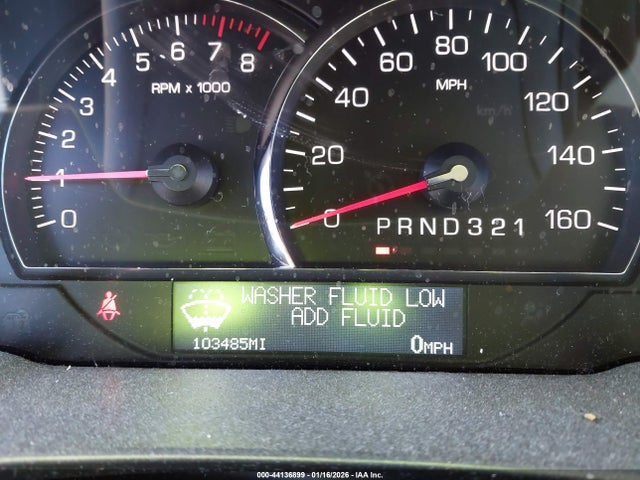 0 1 2 3 4 5 6 7 8
RPM x 1000
0 20 40 60 80 100 120 140 160
MPH
km/h
PRND321
WASHER FLUID LOW
ADD FLUID
103485MI
0MPH
000-44136899 - 01/16/2026 - IAA Inc.